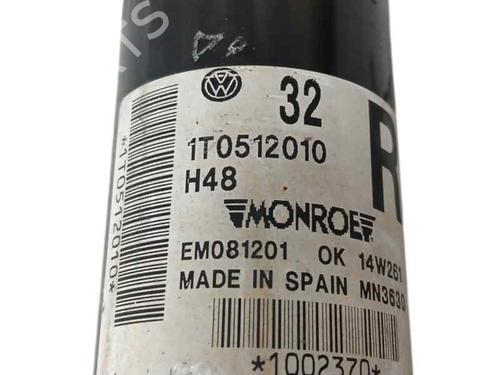 32
1T0512010
H48
MONROE
EM081201 OK 14W261
MADE IN SPAIN MN3630
*1002370*
*1T0512010*
R